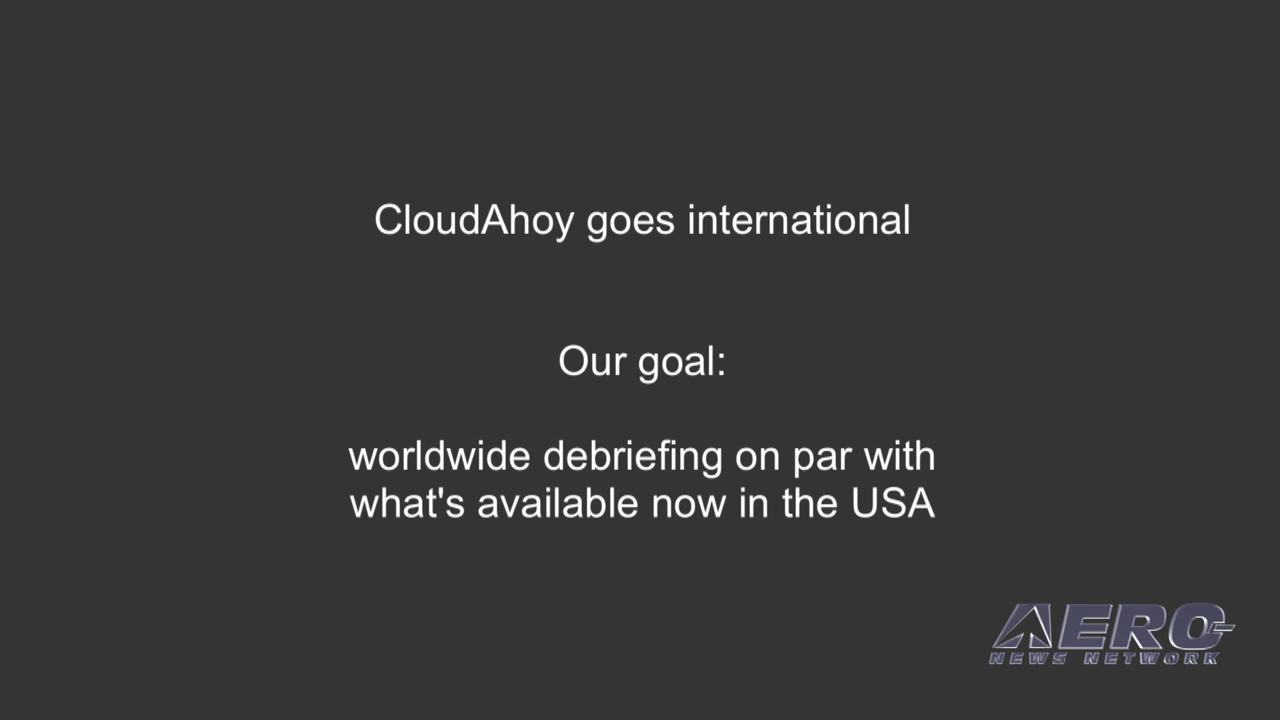 CloudAhoy goes international
Our goal:
worldwide debriefing on par with
what's available now in the USA
AERO
NEWS NETWORK